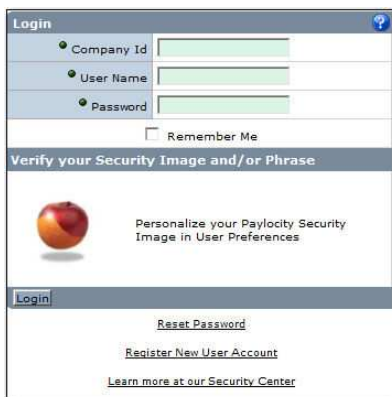 Login ?
Company Id
User Name
Password
Remember Me
Verify your Security Image and/or Phrase
Personalize your Paylocity Security
Image in User Preferences
Login
Reset Password
Register New User Account
Learn more at our Security Center